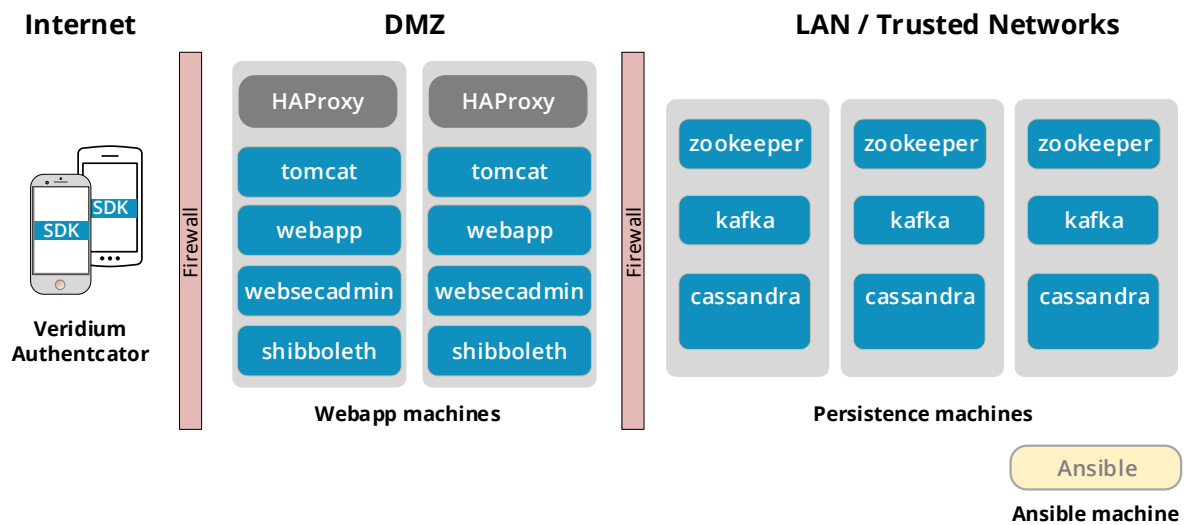 Internet
DMZ
LAN / Trusted Networks
SDK
SDK
Veridium
Authentcator
Firewall
HAProxy
tomcat
webapp
websecadmin
shibboleth
HAProxy
tomcat
webapp
websecadmin
shibboleth
Webapp machines
Firewall
zookeeper
kafka
cassandra
zookeeper
kafka
cassandra
zookeeper
kafka
cassandra
Persistence machines
Ansible
Ansible machine